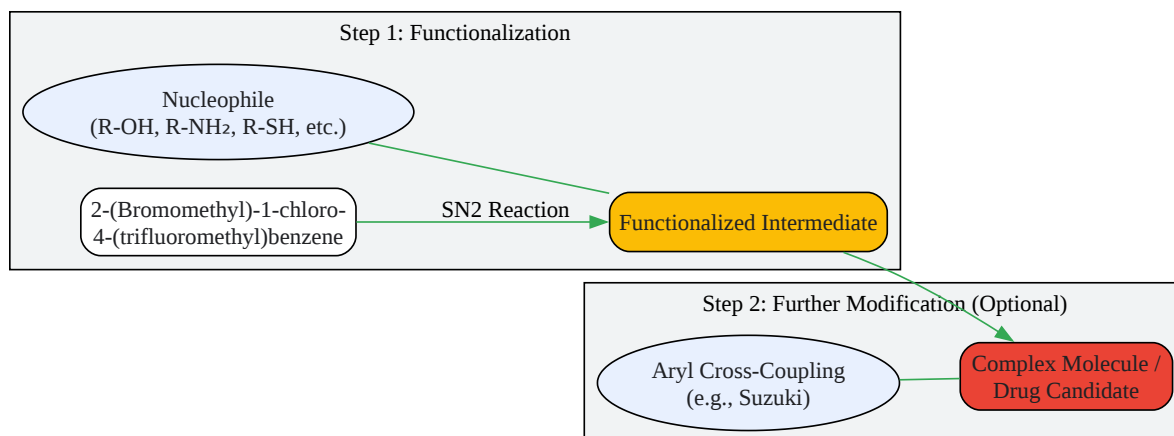 Step 1: Functionalization
Nucleophile
(R-OH, R-NH₂, R-SH, etc.)
2-(Bromomethyl)-1-chloro-
4-(trifluoromethyl)benzene
SN2 Reaction
Functionalized Intermediate
Step 2: Further Modification (Optional)
Aryl Cross-Coupling
(e.g., Suzuki)
Complex Molecule /
Drug Candidate